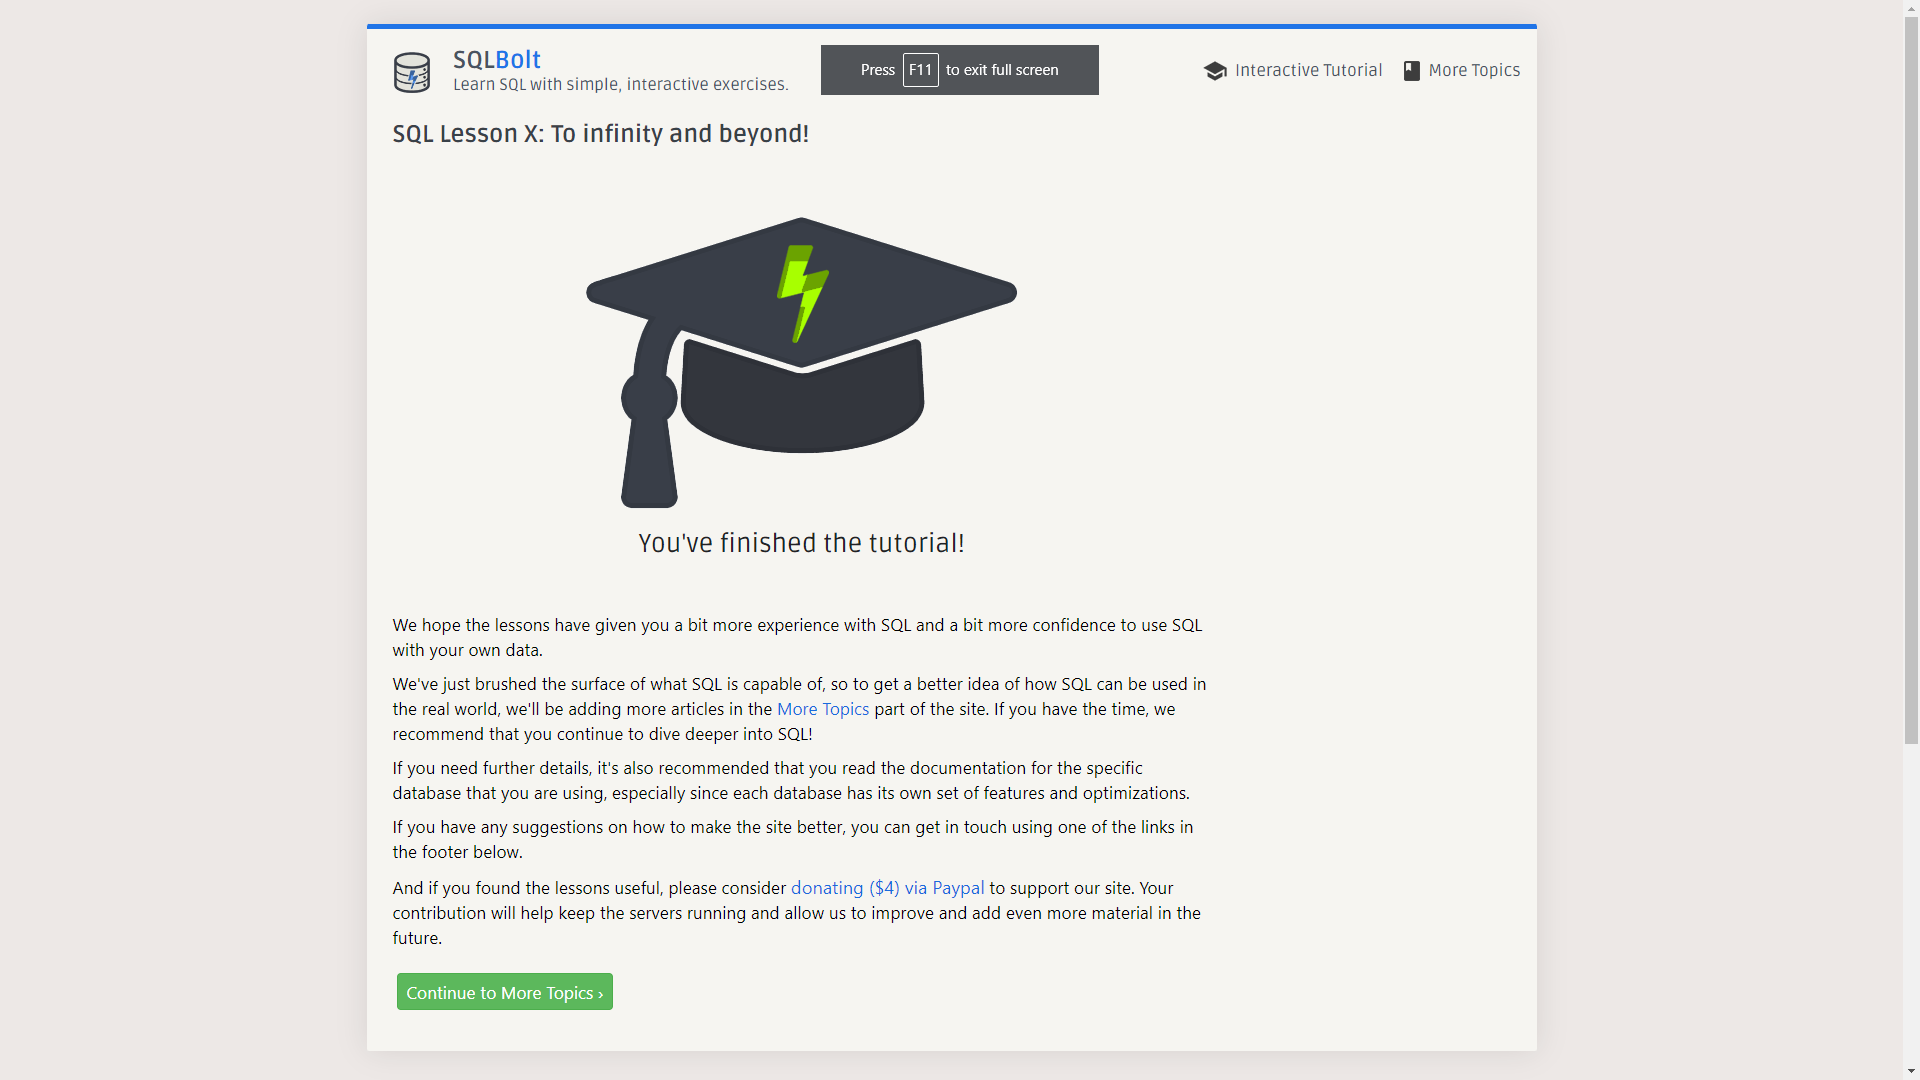 SQLBolt
Learn SQL with simple, interactive exercises.
Press F11 to exit full screen
Interactive Tutorial
More Topics
SQL Lesson X: To infinity and beyond!
You've finished the tutorial!
We hope the lessons have given you a bit more experience with SQL and a bit more confidence to use SQL
with your own data.
We've just brushed the surface of what SQL is capable of, so to get a better idea of how SQL can be used in
the real world, we'll be adding more articles in the More Topics part of the site. If you have the time, we
recommend that you continue to dive deeper into SQL!
If you need further details, it's also recommended that you read the documentation for the specific
database that you are using, especially since each database has its own set of features and optimizations.
If you have any suggestions on how to make the site better, you can get in touch using one of the links in
the footer below.
And if you found the lessons useful, please consider donating ($4) via Paypal to support our site. Your
contribution will help keep the servers running and allow us to improve and add even more material in the
future.
Continue to More Topics ›